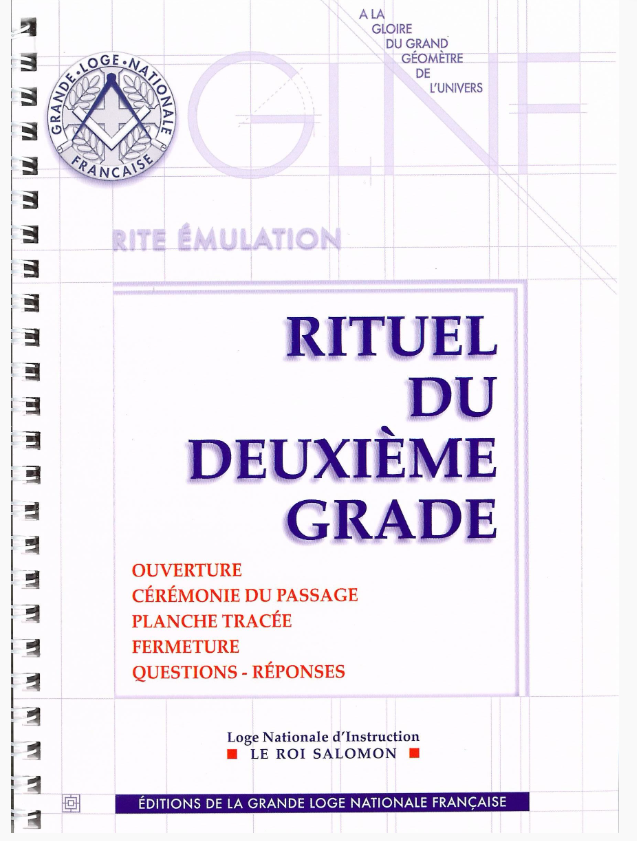 A LA
GLOIRE
DU GRAND
GÉOMÈTRE
DE
L'UNIVERS
GRANDE·LOGE·NATIONALE
FRANCAISE
GLNF
RITE ÉMULATION
RITUEL
DU
DEUXIÈME
GRADE
OUVERTURE
CÉRÉMONIE DU PASSAGE
PLANCHE TRACÉE
FERMETURE
QUESTIONS - RÉPONSES
Loge Nationale d'Instruction
LE ROI SALOMON
ÉDITIONS DE LA GRANDE LOGE NATIONALE FRANÇAISE